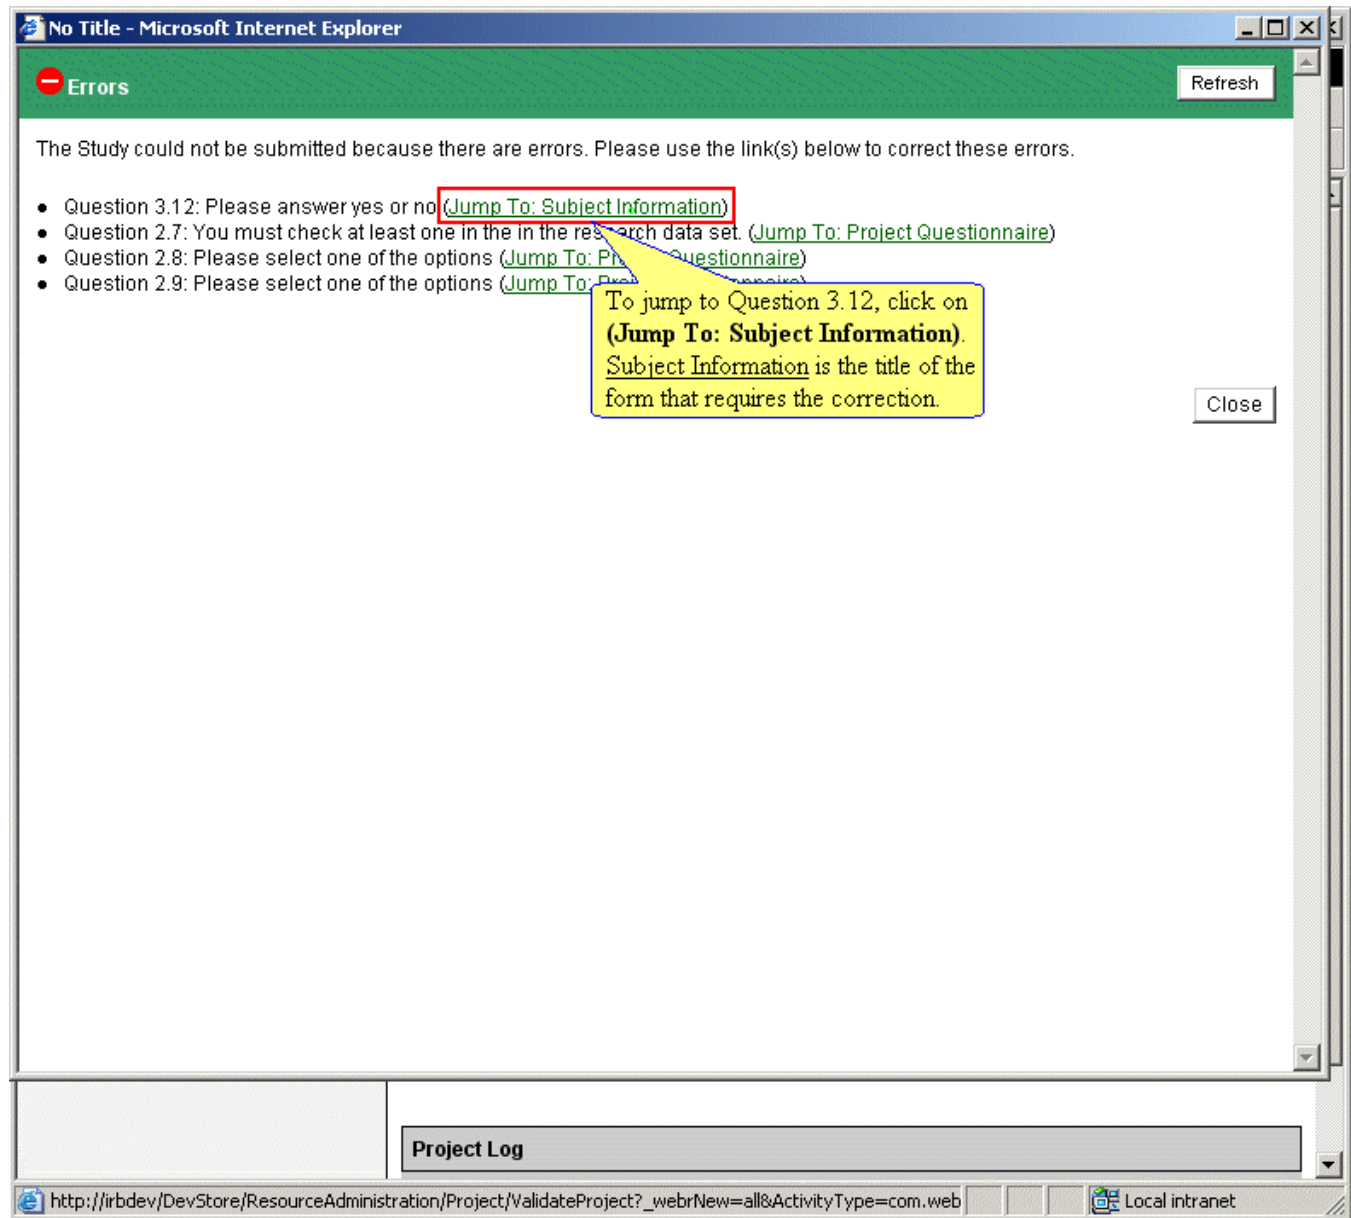 No Title - Microsoft Internet Explorer
Errors
Refresh
The Study could not be submitted because there are errors. Please use the link(s) below to correct these errors.
Question 3.12: Please answer yes or no (Jump To: Subject Information)
Question 2.7: You must check at least one in the in the research data set. (Jump To: Project Questionnaire)
Question 2.8: Please select one of the options (Jump To: Pr Questionnaire)
Question 2.9: Please select one of the options (Jump To:
To jump to Question 3.12, click on
(Jump To: Subject Information).
Subject Information is the title of the
form that requires the correction.
Close
Project Log
http://irbdev/DevStore/ResourceAdministration/Project/ValidateProject?_webrNew=all&ActivityType=com.web
Local intranet